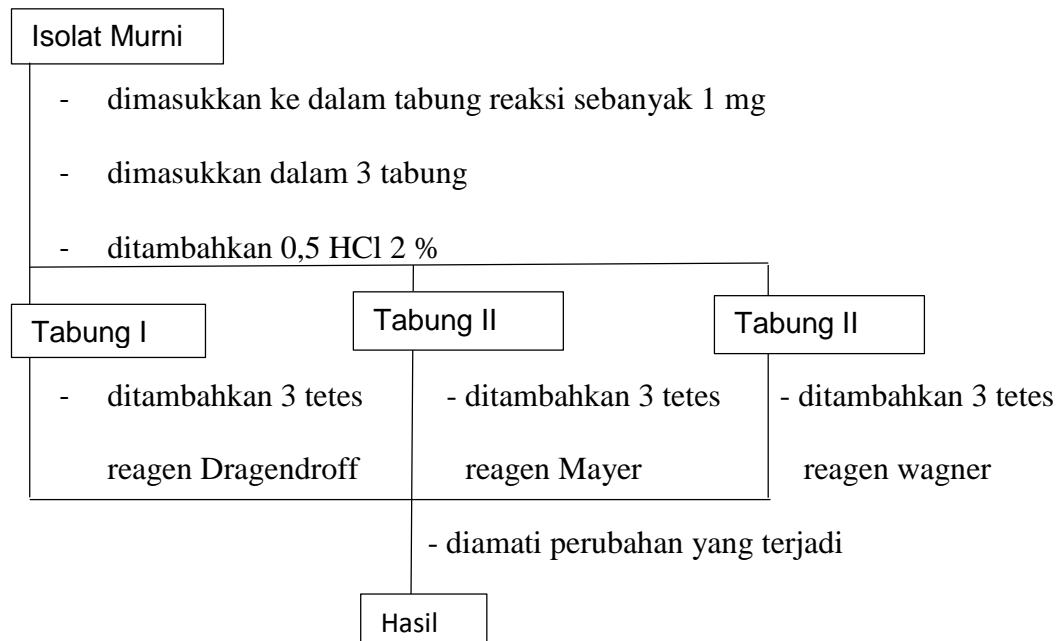 Isolat Murni
- dimasukkan ke dalam tabung reaksi sebanyak 1 mg
- dimasukkan dalam 3 tabung
- ditambahkan 0,5 HCl 2 %
Tabung I
Tabung II
Tabung II
- ditambahkan 3 tetes
reagen Dragendroff
- ditambahkan 3 tetes
reagen Mayer
- ditambahkan 3 tetes
reagen wagner
- diamati perubahan yang terjadi
Hasil